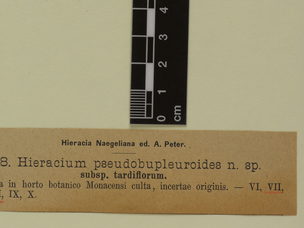 4
3
2
1
0
cm
Hieracia Naegeliana ed. A. Peter.
8. Hieracium pseudobupleuroides n. sp.
subsp. tardiflorum.
in horto botanico Monacensi culta, incertae originis. — VI, VII,
IX, X.